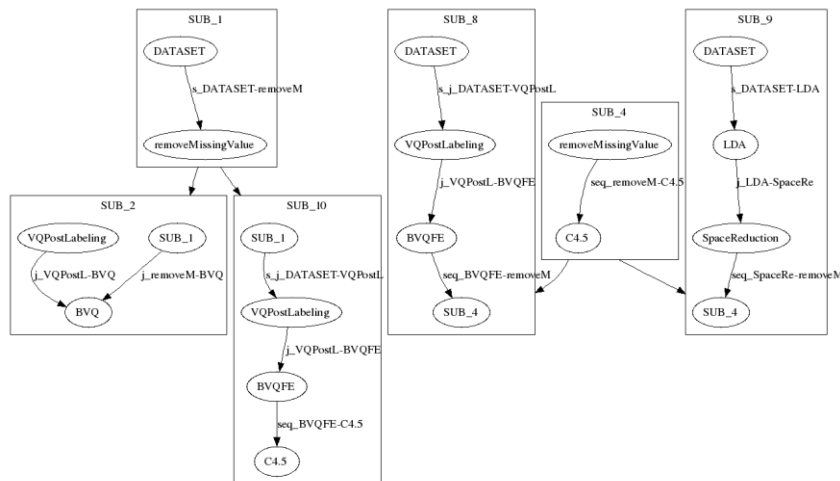 SUB_1
DATASET
s_DATASET-removeM
removeMissingValue
SUB_8
DATASET
s_j_DATASET-VQPostL
VQPostLabeling
j_VQPostL-BVQFE
BVQFE
seq_BVQFE-removeM
SUB_4
SUB_4
removeMissingValue
seq_removeM-C4.5
C4.5
SUB_9
DATASET
s_DATASET-LDA
LDA
j_LDA-SpaceRe
SpaceReduction
seq_SpaceRe-removeM
SUB_4
SUB_2
VQPostLabeling
SUB_1
j_VQPostL-BVQ
j_removeM-BVQ
BVQ
SUB_10
SUB_1
s_j_DATASET-VQPostL
VQPostLabeling
j_VQPostL-BVQFE
BVQFE
seq_BVQFE-C4.5
C4.5